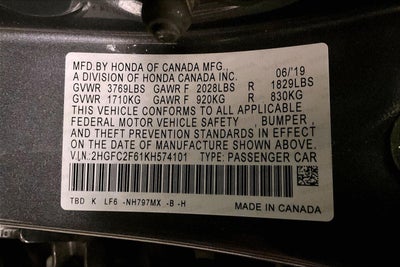 MFD.BY HONDA OF CANADA MFG., 06/'19
A DIVISION OF HONDA CANADA INC.
GVWR 3769LBS GAWR F 2028LBS R 1829LBS
GVWR 1710KG GAWR F 920KG R 830KG
THIS VEHICLE CONFORMS TO ALL APPLICABLE
FEDERAL MOTOR VEHICLE SAFETY , BUMPER ,
AND THEFT PREVENTION STANDARDS IN EFFECT
ON THE DATE OF MANUFACTURE SHOWN ABOVE.
V.I.N.:2HGFC2F61KH574101 TYPE: PASSENGER CAR
TBD K LF6 -NH797MX -B -H
MADE IN CANADA